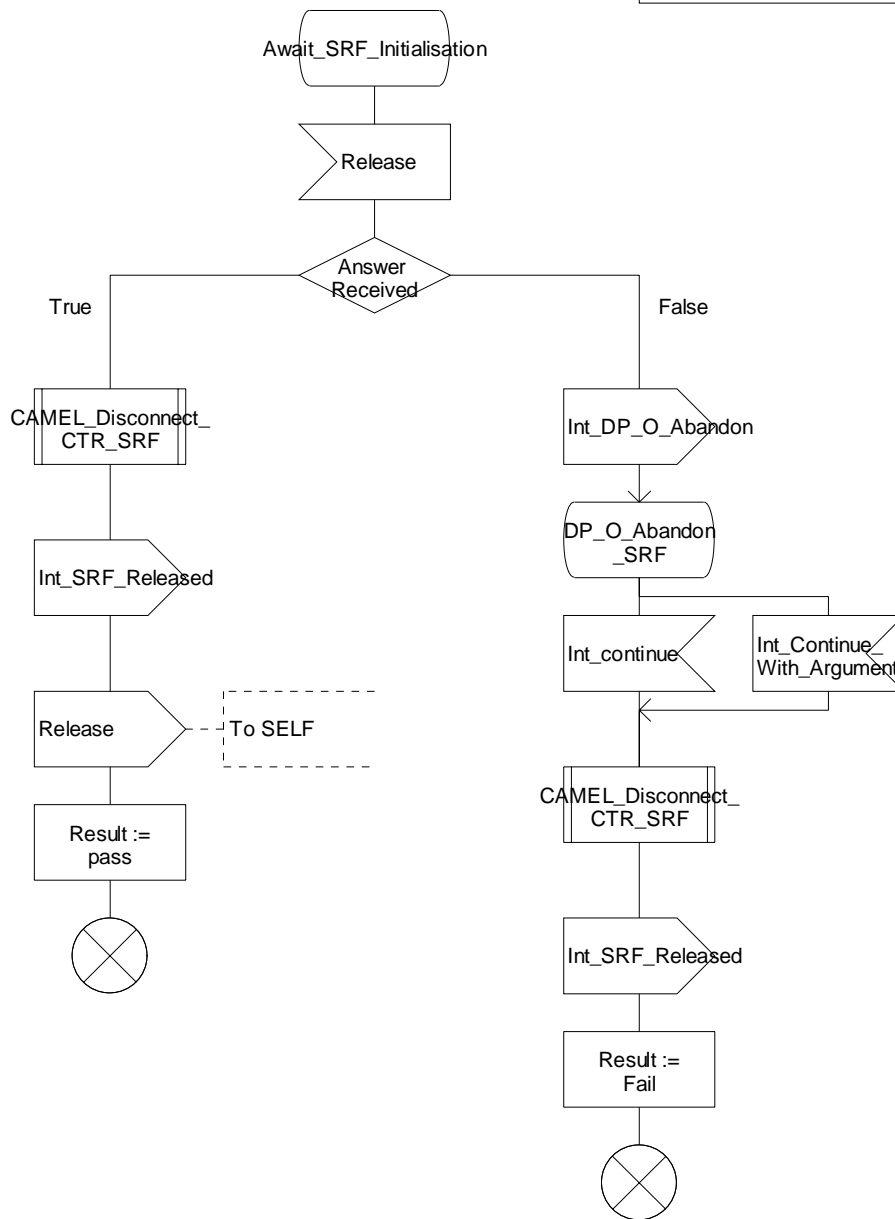 Await_SRF_Initialisation
Release
Answer
Received
True
False
CAMEL_Disconnect_
CTR_SRF
Int_DP_O_Abandon
DP_O_Abandon
_SRF
Int_SRF_Released
Int_continue
Int_Continue_
With_Argument
Release
To SELF
CAMEL_Disconnect_
CTR_SRF
Result :=
pass
Int_SRF_Released
Result :=
Fail